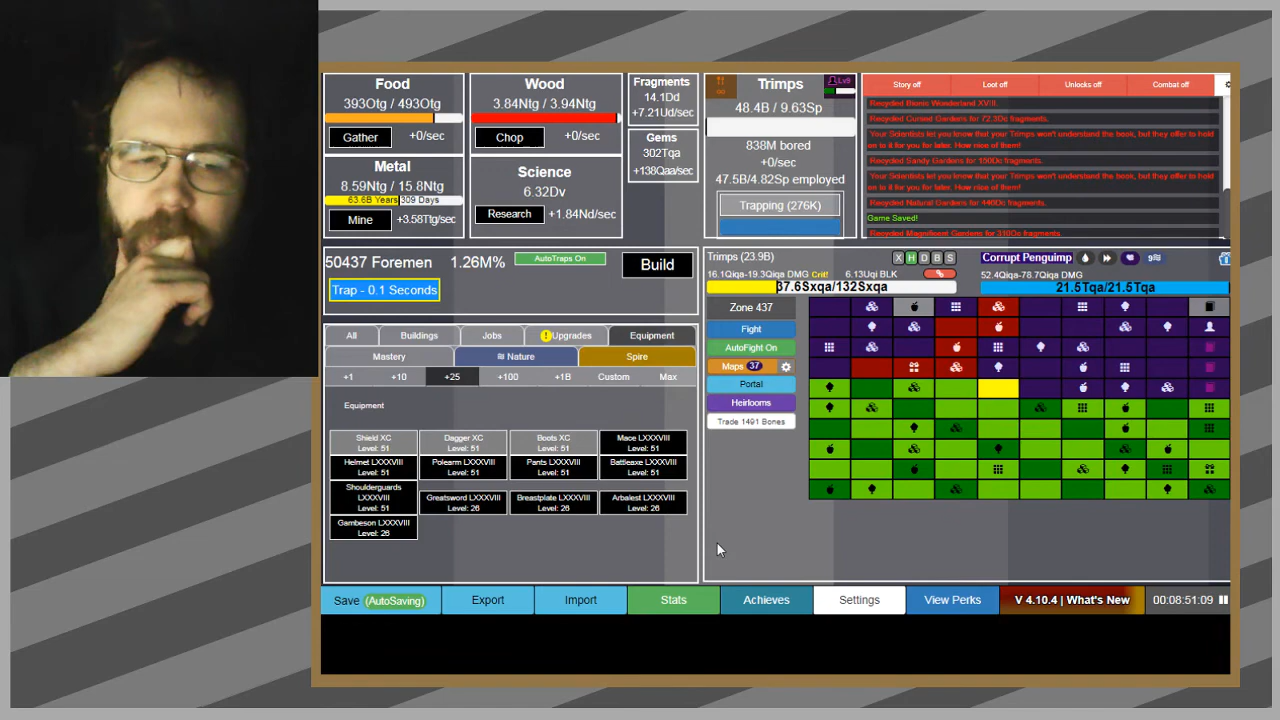 Food
393Otg / 493Otg
Gather
+0/sec
Wood
3.84Ntg / 3.94Ntg
Chop
+0/sec
Fragments
14.1Dd
+7.21Ud/sec
Gems
302Tqa
+138Qaa/sec
Metal
8.59Ntg / 15.8Ntg
63.6B Years 309 Days
Mine
+3.58Ttg/sec
Science
6.32Dv
Research
+1.84Nd/sec
Trimps
Lv9
48.4B / 9.63Sp
838M bored
+0/sec
47.5B/4.82Sp employed
Trapping (276K)
Story off
Loot off
Unlocks off
Combat off
Recycled Bionic Wonderland XVIII.
Recycled Cursed Gardens for 72.3Dc fragments.
Your Scientists let you know that your Trimps won't understand the book, but they offer to hold
on to it for you for later. How nice of them!
Recycled Sandy Gardens for 150Dc fragments.
Your Scientists let you know that your Trimps won't understand the book, but they offer to hold
on to it for you for later. How nice of them!
Recycled Natural Gardens for 440Dc fragments.
Game Saved!
Recycled Magnificent Gardens for 310Dc fragments.
50437 Foremen
1.26M%
AutoTraps On
Build
Trap - 0.1 Seconds
All
Buildings
Jobs
Upgrades
Equipment
Mastery
Nature
Spire
+1
+10
+25
+100
+1B
Custom
Max
Equipment
Shield XC
Level: 51
Dagger XC
Level: 51
Boots XC
Level: 51
Mace LXXXVIII
Level: 51
Helmet LXXXVIII
Level: 51
Polearm LXXXVIII
Level: 51
Pants LXXXVIII
Level: 51
Battleaxe LXXXVIII
Level: 51
Shoulderguards
LXXXVIII
Level: 51
Greatsword LXXXVIII
Level: 26
Breastplate LXXXVIII
Level: 26
Arbalest LXXXVIII
Level: 26
Gambeson LXXXVIII
Level: 26
Trimps (23.9B)
X H D B S
16.1Qiqa-19.3Qiqa DMG Crit!
6.13Uqi BLK
37.6Sxqa/132Sxqa
Corrupt Penguimp
9
52.4Qiqa-78.7Qiqa DMG
21.5Tqa/21.5Tqa
Zone 437
Fight
AutoFight On
Maps 37
Portal
Heirlooms
Trade 1491 Bones
Save (AutoSaving)
Export
Import
Stats
Achieves
Settings
View Perks
V 4.10.4 | What's New
00:08:51:09